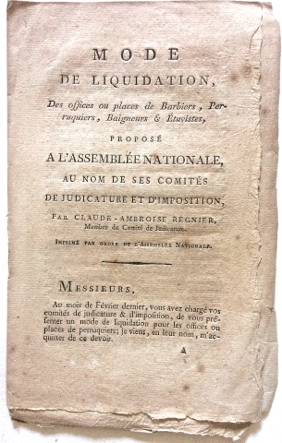 MODE
DE LIQUIDATION,
Des offices ou places de Barbiers, Per-
ruquiers, Baigneurs & Étuvistes,
PROPOSÉ
A L'ASSEMBLÉE NATIONALE,
AU NOM DE SES COMITÉS
DE JUDICATURE ET D'IMPOSITION,
PAR CLAUDE-AMBROISE REGNIER,
Membre du Comité de Judicature.
IMPRIMÉ PAR ORDRE DE L'ASSEMBLÉE NATIONALE.
MESSIEURS,
Au mois de Février dernier, vous avez chargé vos
comités de judicature & d'imposition, de vous pré-
senter un mode de liquidation pour les offices ou
places de perruquiers; je viens, en leur nom, m'ac-
quitter de ce devoir.
A